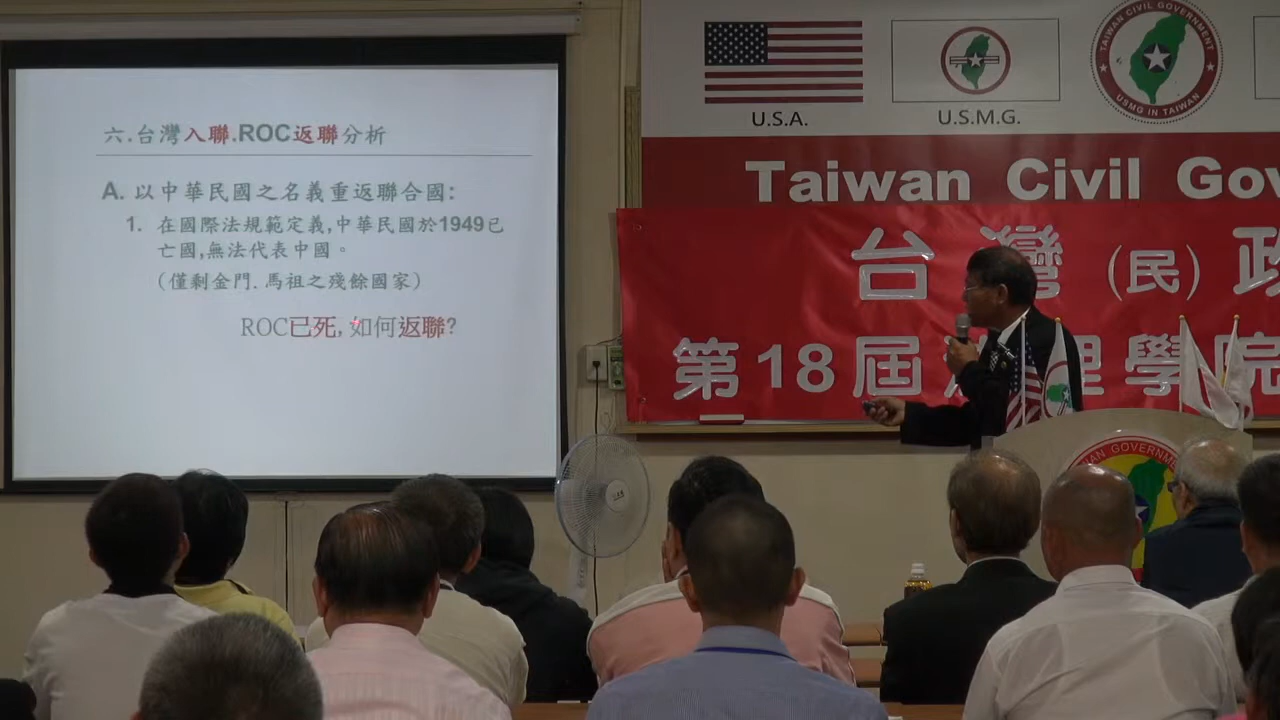 六.台灣入聯.ROC返聯分析
A. 以中華民國之名義重返聯合國:
1. 在國際法規範定義,中華民國於1949已
亡國,無法代表中國。
(僅剩金門.馬祖之殘餘國家)
ROC已死,如何返聯?
U.S.A.
U.S.M.G.
TAIWAN CIVIL GOVERNMENT
USMG IN TAIWAN
Taiwan Civil Gov
台灣(民)政
第18屆 理學院
WAN GOVERNMENT